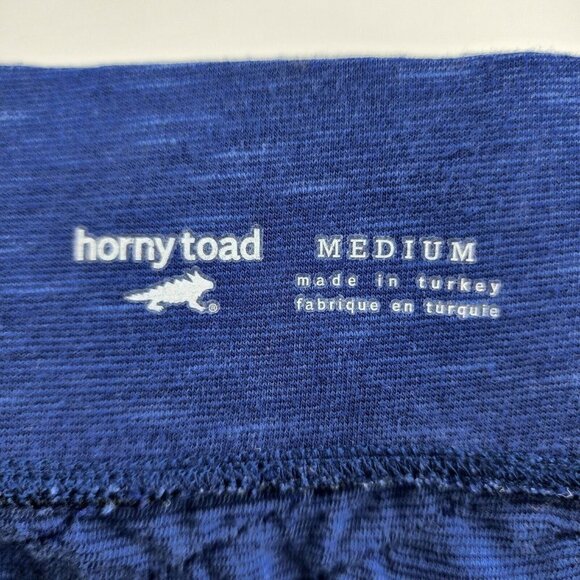 horny toad
®
MEDIUM
made in turkey
fabrique en turquie